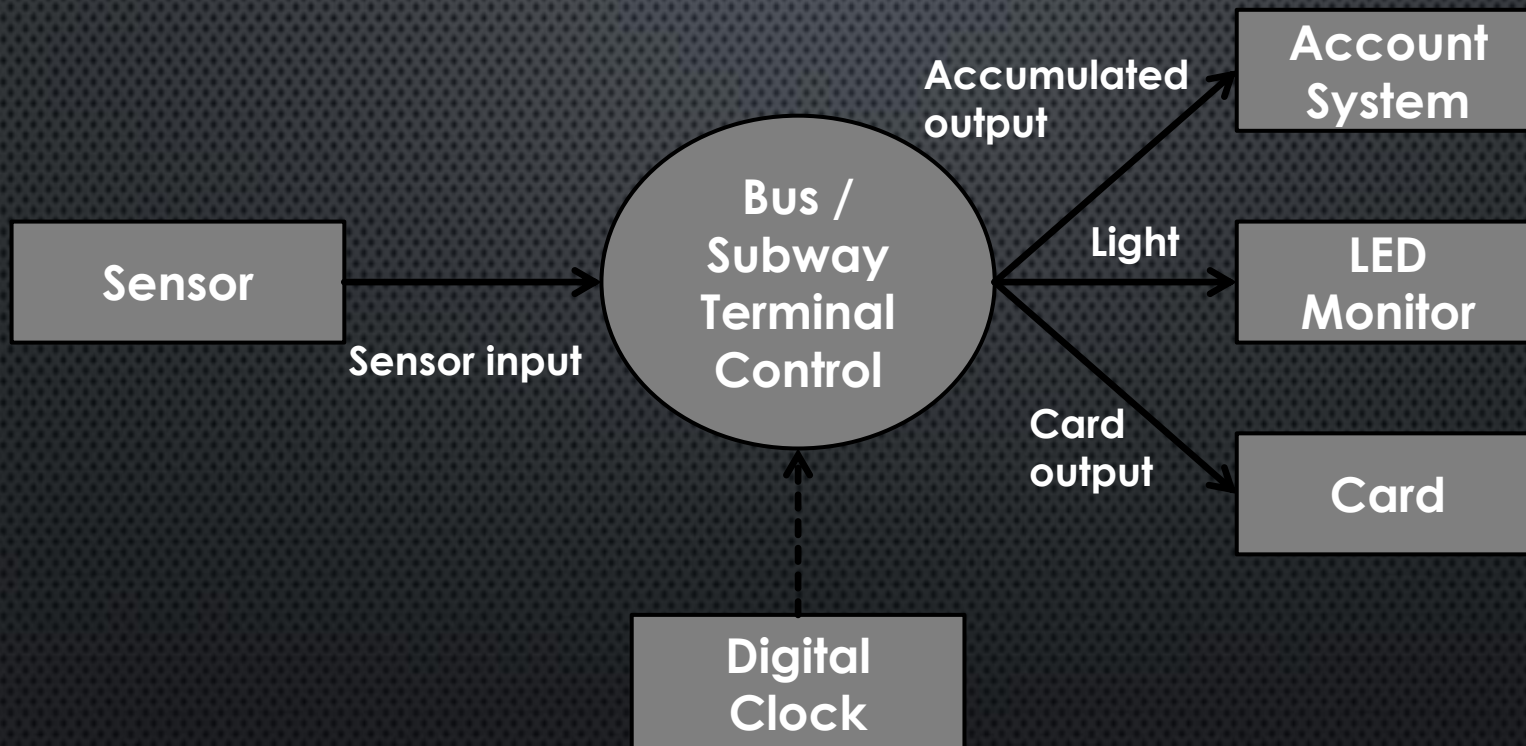 Accumulated
output
Account
System
Bus /
Subway
Terminal
Control
Sensor
Sensor input
Light
LED
Monitor
Card
output
Card
Digital
Clock